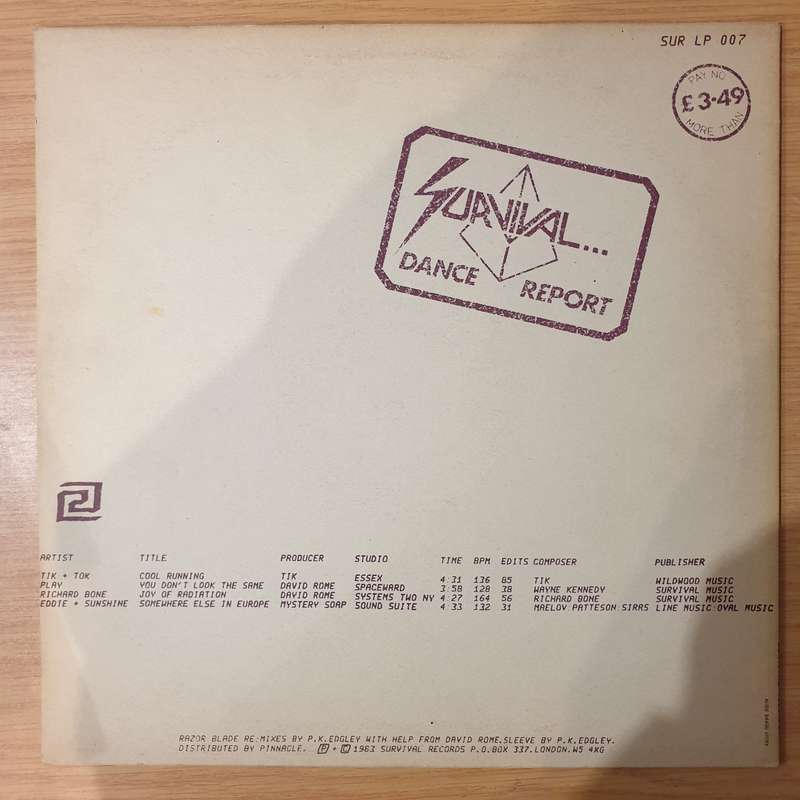 SUR LP 007
PAY NO
£3·49
MORE THAN
SURVIVAL...
DANCE REPORT
ARTIST TITLE PRODUCER STUDIO TIME BPM EDITS COMPOSER PUBLISHER
TIK + TOK COOL RUNNING TIK ESSEX 4 31 136 85 TIK WILDWOOD MUSIC
PLAY YOU DON'T LOOK THE SAME DAVID ROME SPACEWARD 3 58 128 38 WAYNE KENNEDY SURVIVAL MUSIC
RICHARD BONE JOY OF RADIATION DAVID ROME SYSTEMS TWO NY 4 27 164 56 RICHARD BONE SURVIVAL MUSIC
EDDIE + SUNSHINE SOMEWHERE ELSE IN EUROPE MYSTERY SOAP SOUND SUITE 4 33 132 31 MAELOV PATTESON SIRRS LINE MUSIC OVAL MUSIC
RAZOR BLADE RE:MIXES BY P.K.EDGLEY WITH HELP FROM DAVID ROME.SLEEVE BY P.K.EDGLEY.
DISTRIBUTED BY PINNACLE. Ⓟ + © 1983 SURVIVAL RECORDS P.O.BOX 337.LONDON.W5 4XG